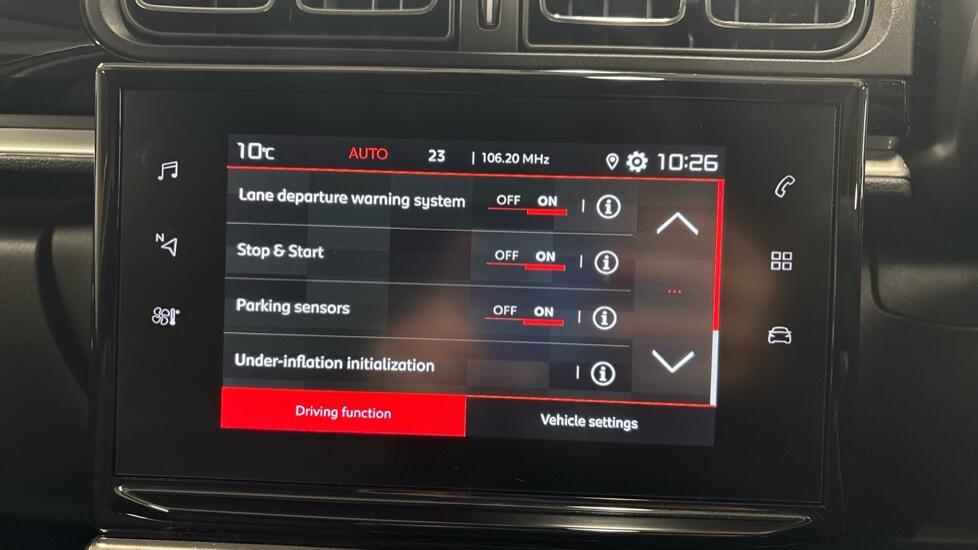 10°C AUTO 23 | 106.20 MHz 10:26
Lane departure warning system OFF ON
Stop & Start OFF ON
Parking sensors OFF ON
Under-inflation initialization
Driving function Vehicle settings
N